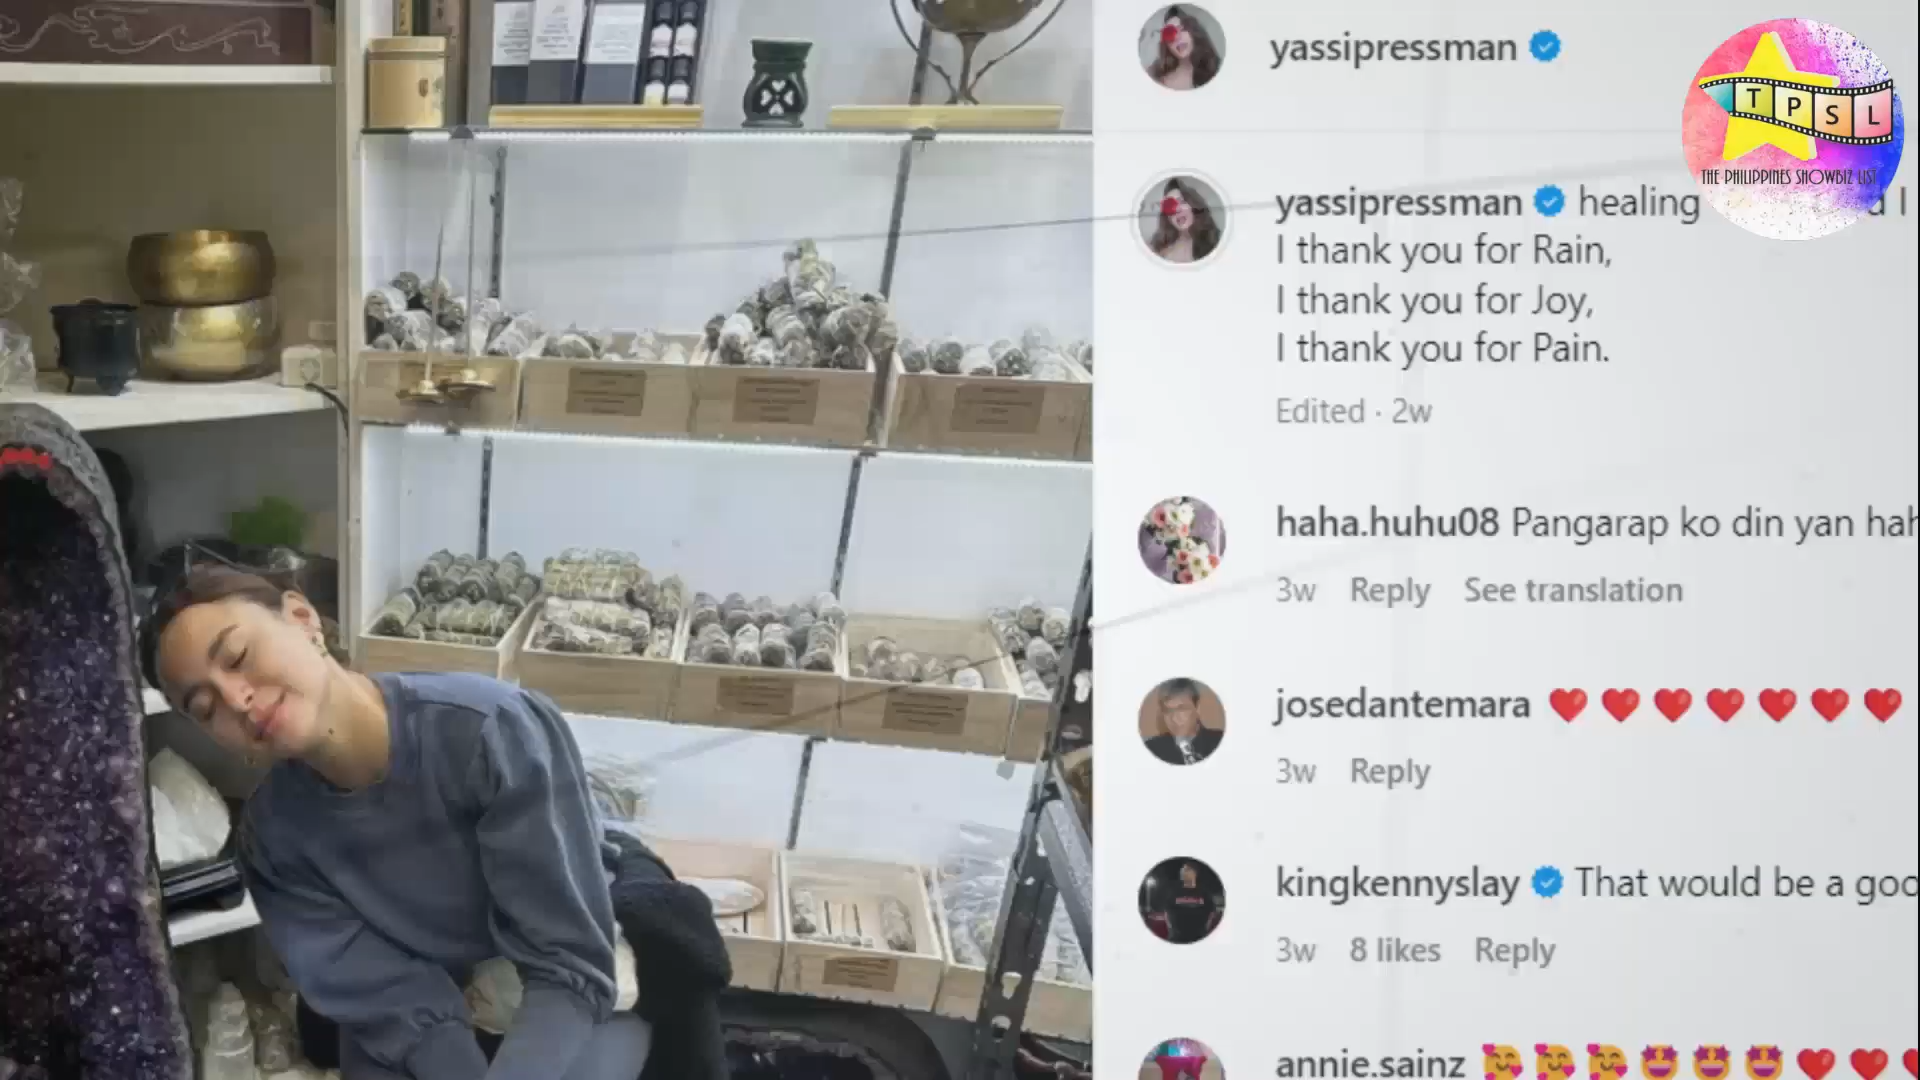 yassipressman
T P S L
THE PHILIPPINES SHOWBIZ LIST
yassipressman healing
I thank you for Rain,
I thank you for Joy,
I thank you for Pain.
Edited · 2w
haha.huhu08 Pangarap ko din yan hah
3w Reply See translation
josedantemara ❤️ ❤️ ❤️ ❤️ ❤️ ❤️ ❤️
3w Reply
kingkennyslay That would be a goo
3w 8 likes Reply
annie.sainz 🥰 🥰 🥰 🤩 🤩 🤩 ❤️ ❤️